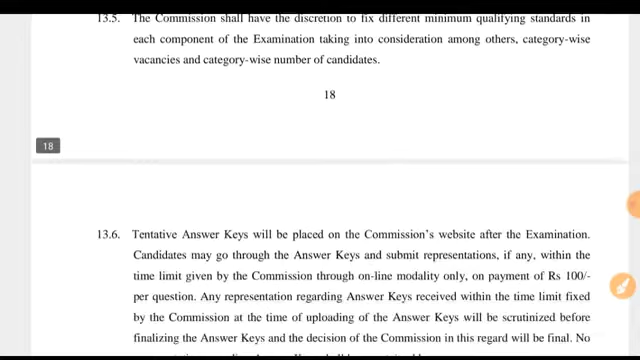 13.5. The Commission shall have the discretion to fix different minimum qualifying standards in
each component of the Examination taking into consideration among others, category-wise
vacancies and category-wise number of candidates.
18
18
13.6. Tentative Answer Keys will be placed on the Commission's website after the Examination.
Candidates may go through the Answer Keys and submit representations, if any, within the
time limit given by the Commission through on-line modality only, on payment of Rs 100/-
per question. Any representation regarding Answer Keys received within the time limit fixed
by the Commission at the time of uploading of the Answer Keys will be scrutinized before
finalizing the Answer Keys and the decision of the Commission in this regard will be final. No